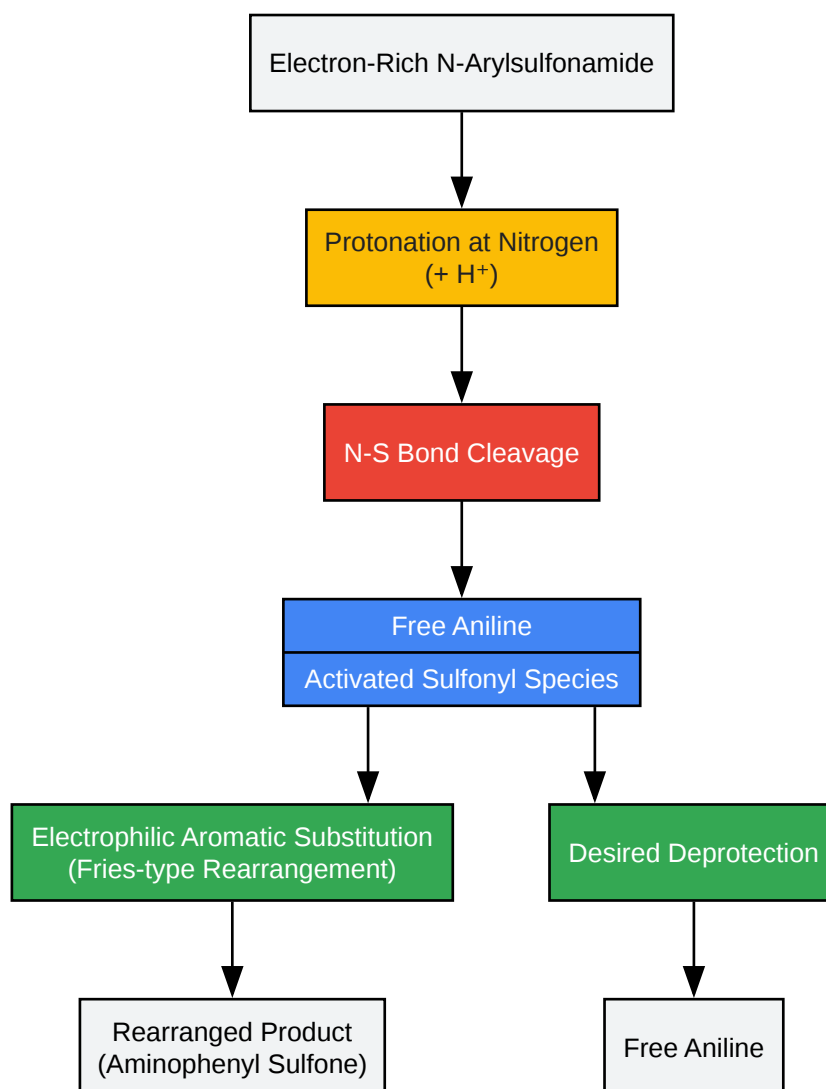 Electron-Rich N-Arylsulfonamide
Protonation at Nitrogen
(+ H⁺)
N-S Bond Cleavage
Free Aniline
Activated Sulfonyl Species
Electrophilic Aromatic Substitution
(Fries-type Rearrangement)
Desired Deprotection
Rearranged Product
(Aminophenyl Sulfone)
Free Aniline